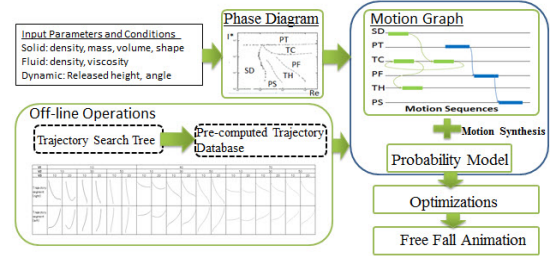 Input Parameters and Conditions
Solid: density, mass, volume, shape
Fluid: density, viscosity
Dynamic: Released height, angle
Phase Diagram
I*
PT
TC
SD
PF
TH
PS
Re
Motion Graph
SD
PT
TC
PF
TH
PS
Motion Sequences
Motion Synthesis
Probability Model
Optimizations
Free Fall Animation
Off-line Operations
Trajectory Search Tree
Pre-computed Trajectory
Database